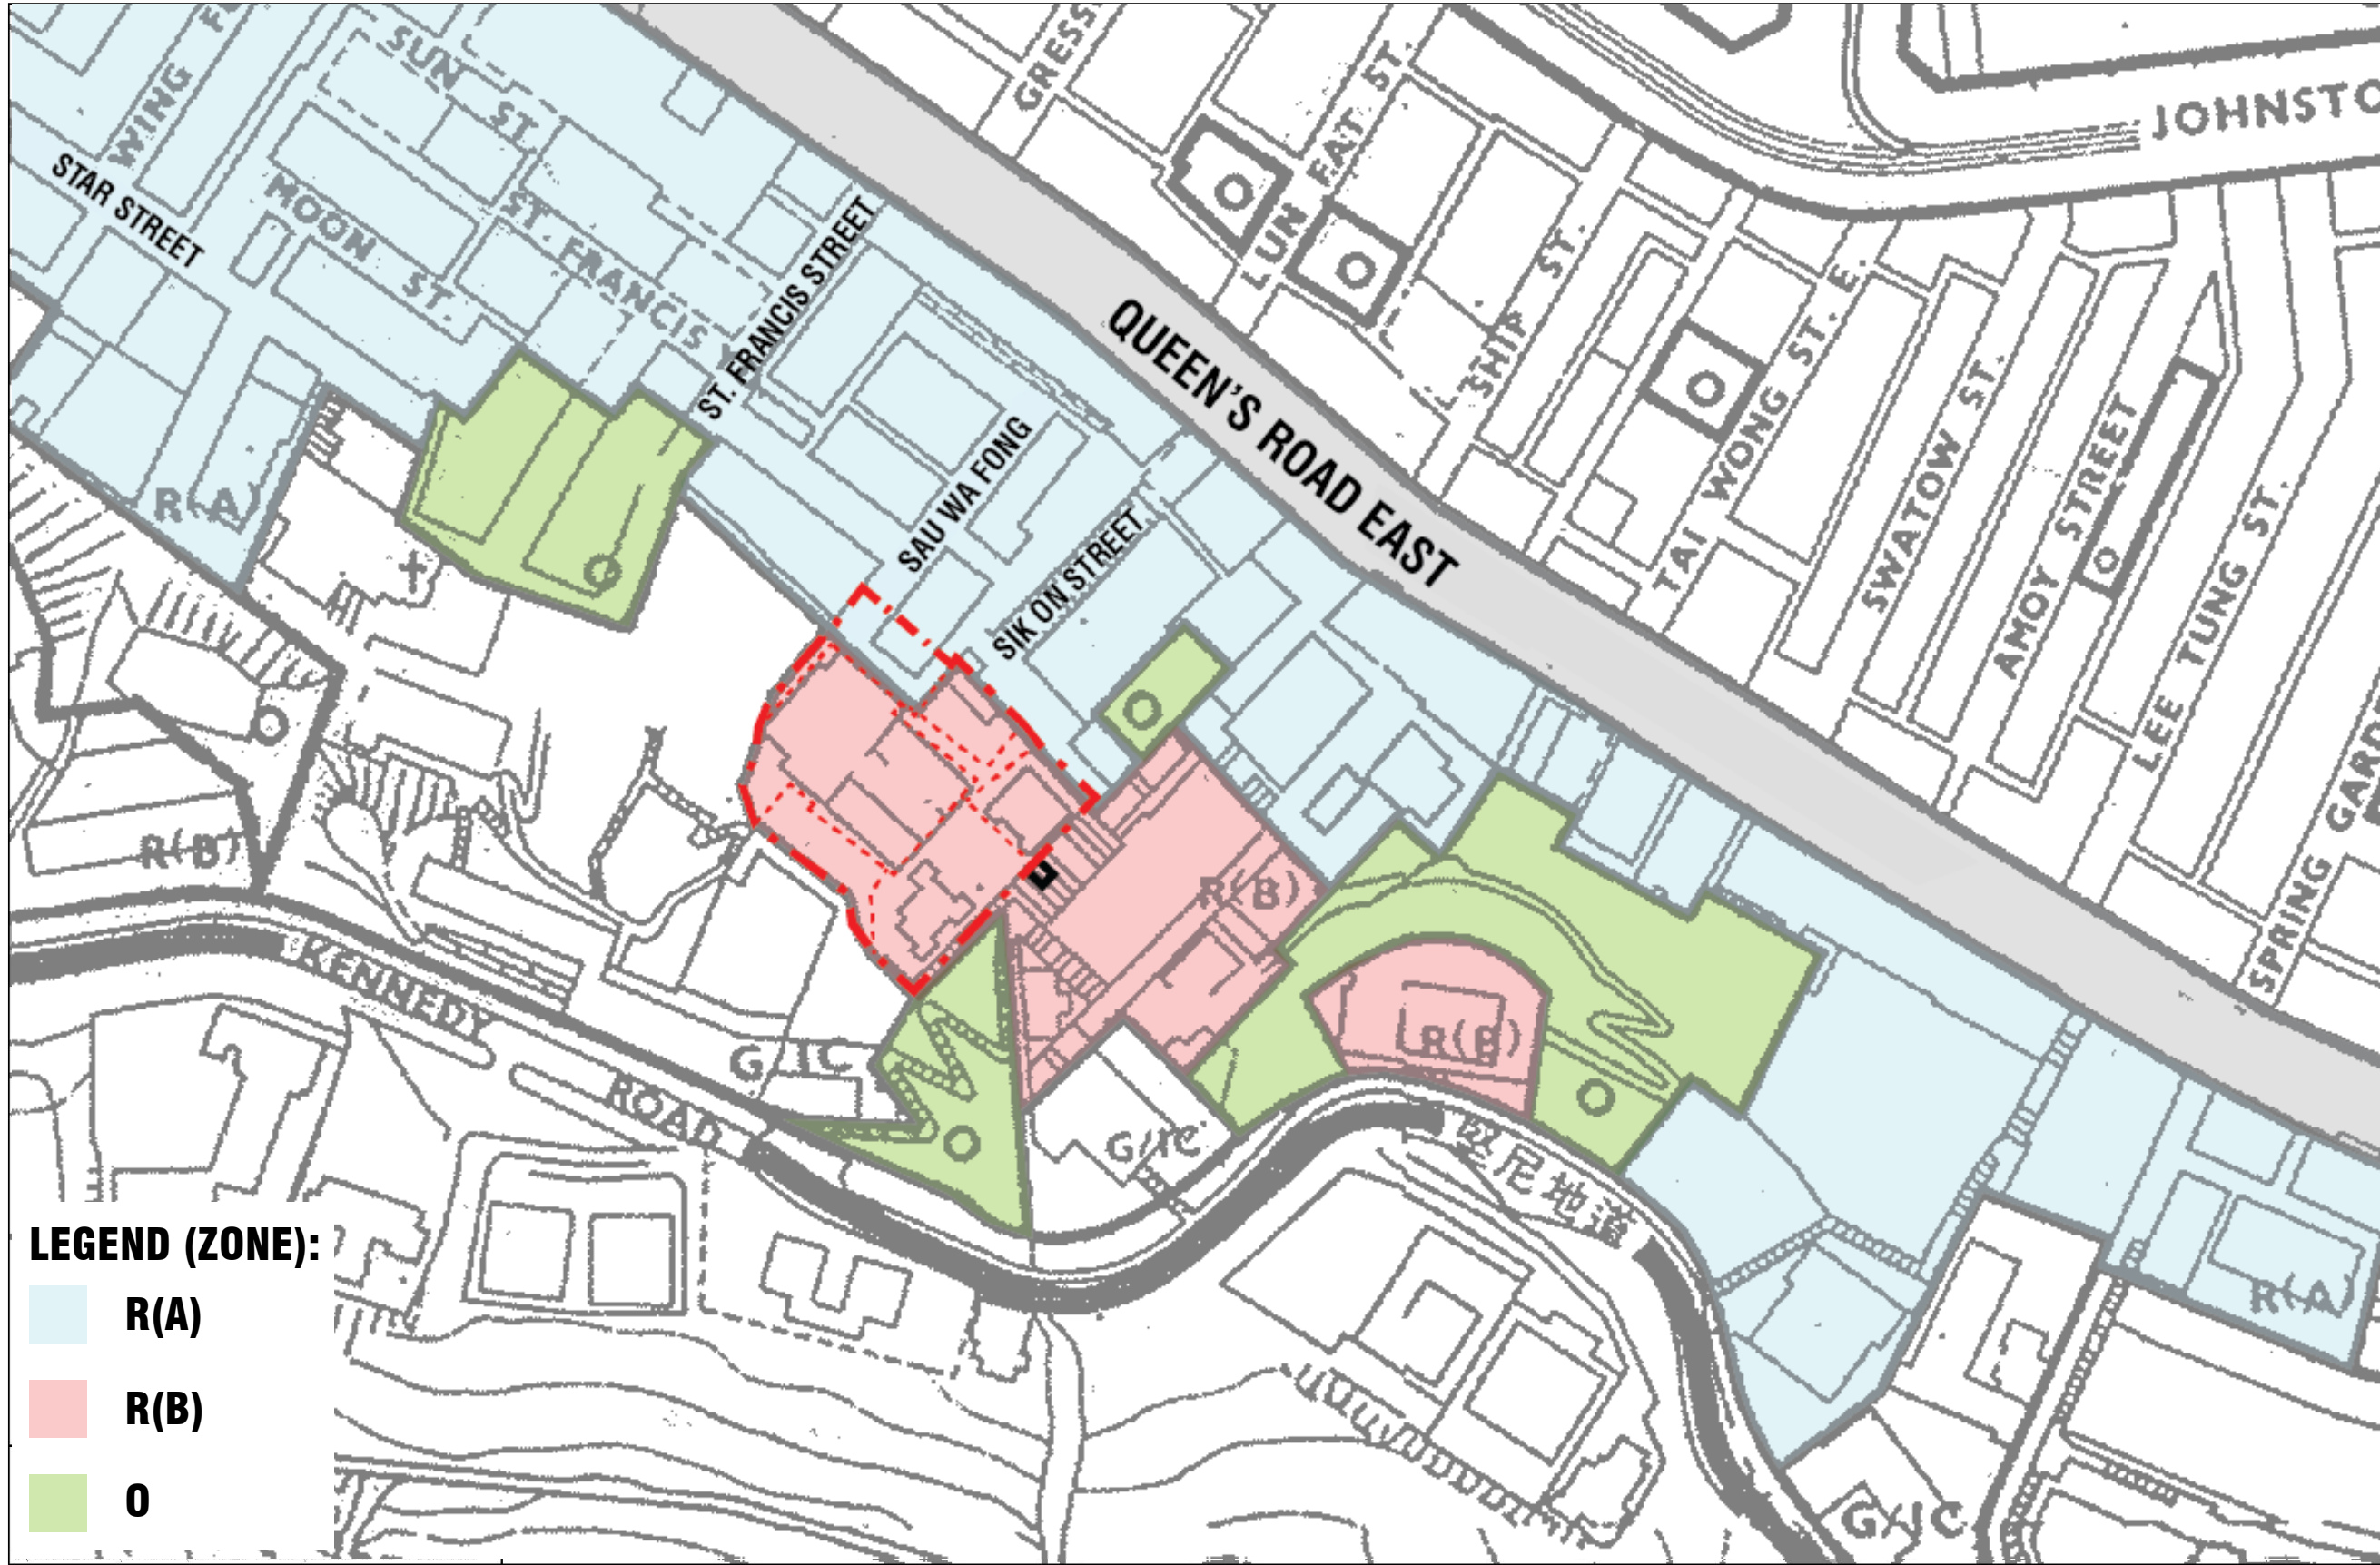 WING
SUN ST.
GRESS
LUN FAT ST.
JOHNSTO
STAR STREET
MOON ST.
ST. FRANCIS
ST. FRANCIS STREET
O
O
SHIP ST.
QUEEN'S ROAD EAST
TAI WONG ST. E.
O
SWATOW ST.
AMOY STREET
O
LEE TUNG ST.
SPRING GARD
R(A)
O
SAU WA FONG
SIK ON STREET
O
O
R(B)
R(B)
R(B)
O
KENNEDY ROAD
G/IC
O
G/IC
堅尼地道
R(A)
G/IC
LEGEND (ZONE):
R(A)
R(B)
O